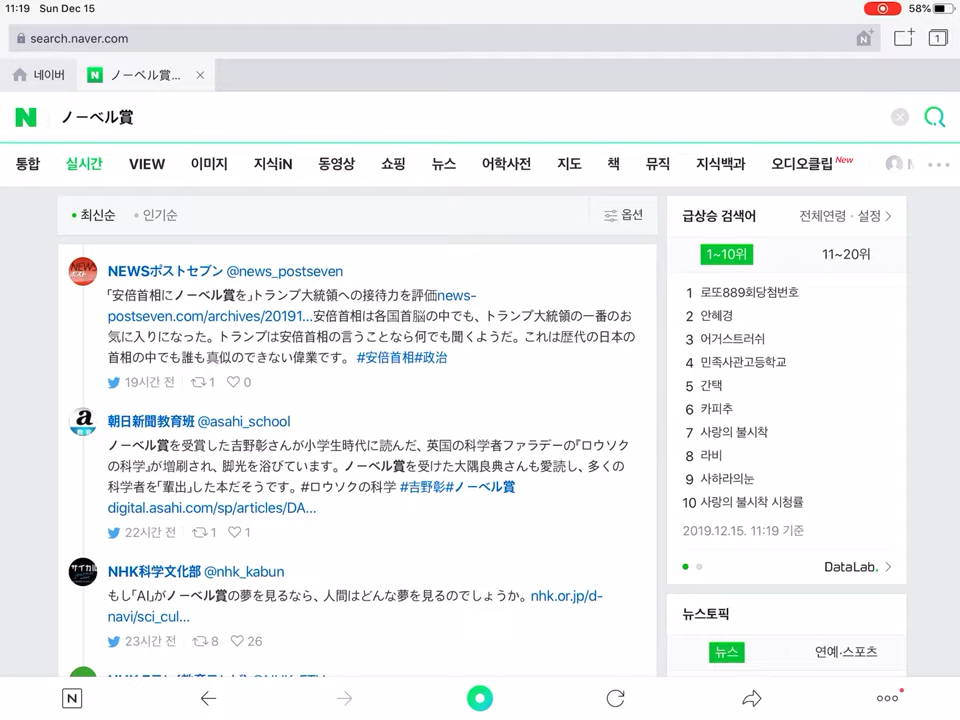 11:19 Sun Dec 15
58%
search.naver.com
N
1
네이버
N ノーベル賞...
N ノーベル賞
통합 실시간 VIEW 이미지 지식iN 동영상 쇼핑 뉴스 어학사전 지도 책 뮤직 지식백과 오디오클립 New
최신순 인기순 옵션
NEWSポストセブン @news_postseven
「安倍首相にノーベル賞を」トランプ大統領への接待力を評価news-
postseven.com/archives/20191...安倍首相は各国首脳の中でも、トランプ大統領の一番のお
気に入りになった。トランプは安倍首相の言うことなら何でも聞くようだ。これは歴代の日本の
首相の中でも誰も真似のできない偉業です。 #安倍首相#政治
19시간 전 1 0
朝日新聞教育班 @asahi_school
ノーベル賞を受賞した吉野彰さんが小学生時代に読んだ、英国の科学者ファラデーの『ロウソク
の科学』が増刷され、脚光を浴びています。ノーベル賞を受けた大隅良典さんも愛読し、多くの
科学者を「輩出」した本だそうです。#ロウソクの科学 #吉野彰#ノーベル賞
digital.asahi.com/sp/articles/DA...
22시간 전 1 1
サイカル
NHK科学文化部 @nhk_kabun
もし「AI」がノーベル賞の夢を見るなら、人間はどんな夢を見るのでしょうか。nhk.or.jp/d-
navi/sci_cul...
23시간 전 8 26
급상승 검색어 전체연령 · 설정
1~10위 11~20위
1 로또889회당첨번호
2 안혜경
3 어거스트러쉬
4 민족사관고등학교
5 간택
6 카피추
7 사랑의 불시착
8 라비
9 사하라의눈
10 사랑의 불시착 시청률
2019.12.15. 11:19 기준
DataLab.
뉴스토픽
뉴스 연예·스포츠
N